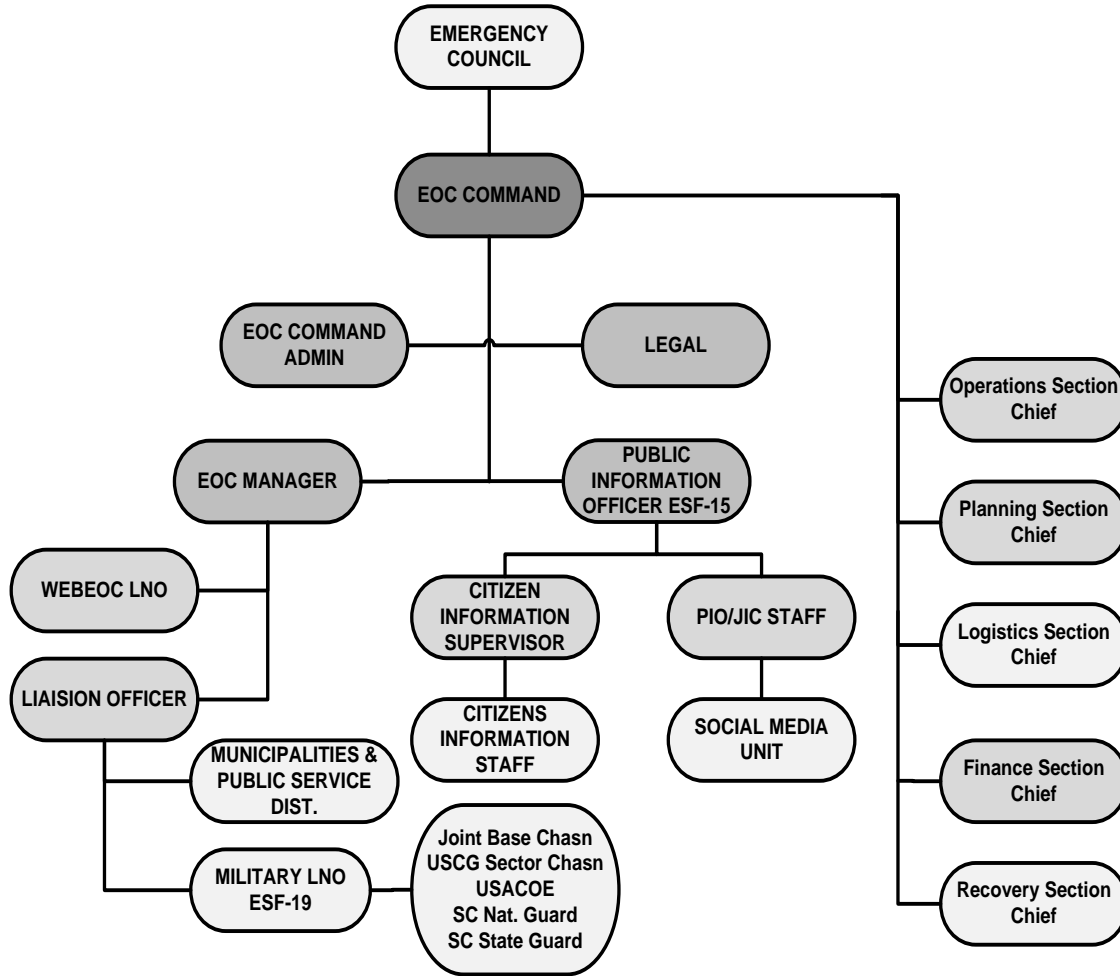 EMERGENCY
COUNCIL
EOC COMMAND
EOC COMMAND
ADMIN
LEGAL
EOC MANAGER
PUBLIC
INFORMATION
OFFICER ESF-15
WEBEOC LNO
LIAISION OFFICER
CITIZEN
INFORMATION
SUPERVISOR
PIO/JIC STAFF
CITIZENS
INFORMATION
STAFF
SOCIAL MEDIA
UNIT
MUNICIPALITIES &
PUBLIC SERVICE
DIST.
MILITARY LNO
ESF-19
Joint Base Chasn
USCG Sector Chasn
USACOE
SC Nat. Guard
SC State Guard
Operations Section
Chief
Planning Section
Chief
Logistics Section
Chief
Finance Section
Chief
Recovery Section
Chief